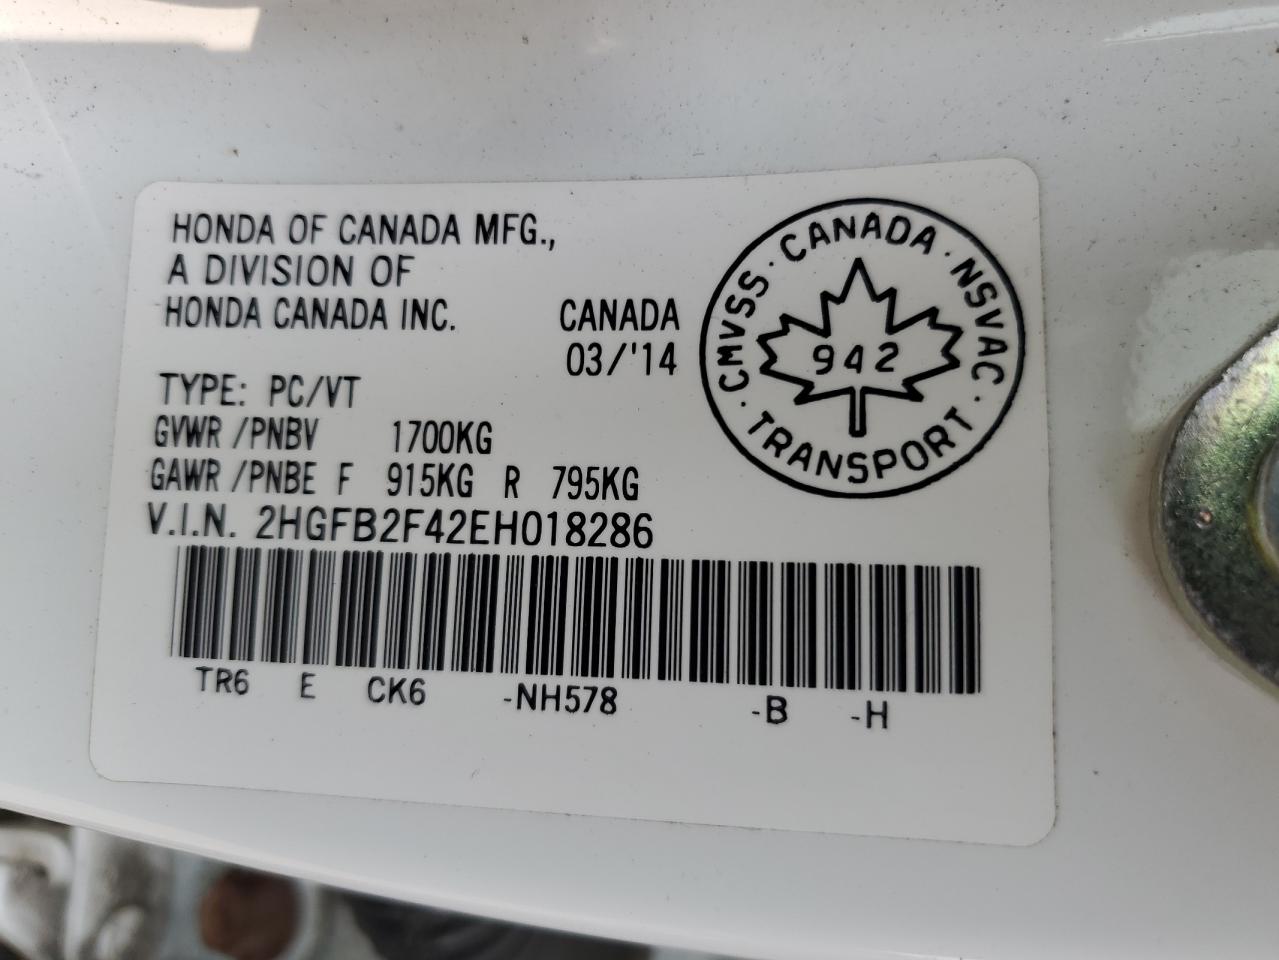 HONDA OF CANADA MFG.,
A DIVISION OF
HONDA CANADA INC.
CANADA
03/'14
TYPE: PC/VT
GVWR /PNBV 1700KG
GAWR /PNBE F 915KG R 795KG
V.I.N. 2HGFB2F42EH018286
TR6 E CK6 -NH578 -B -H
CMVSS · CANADA · NSVAC ·
942
· TRANSPORT ·